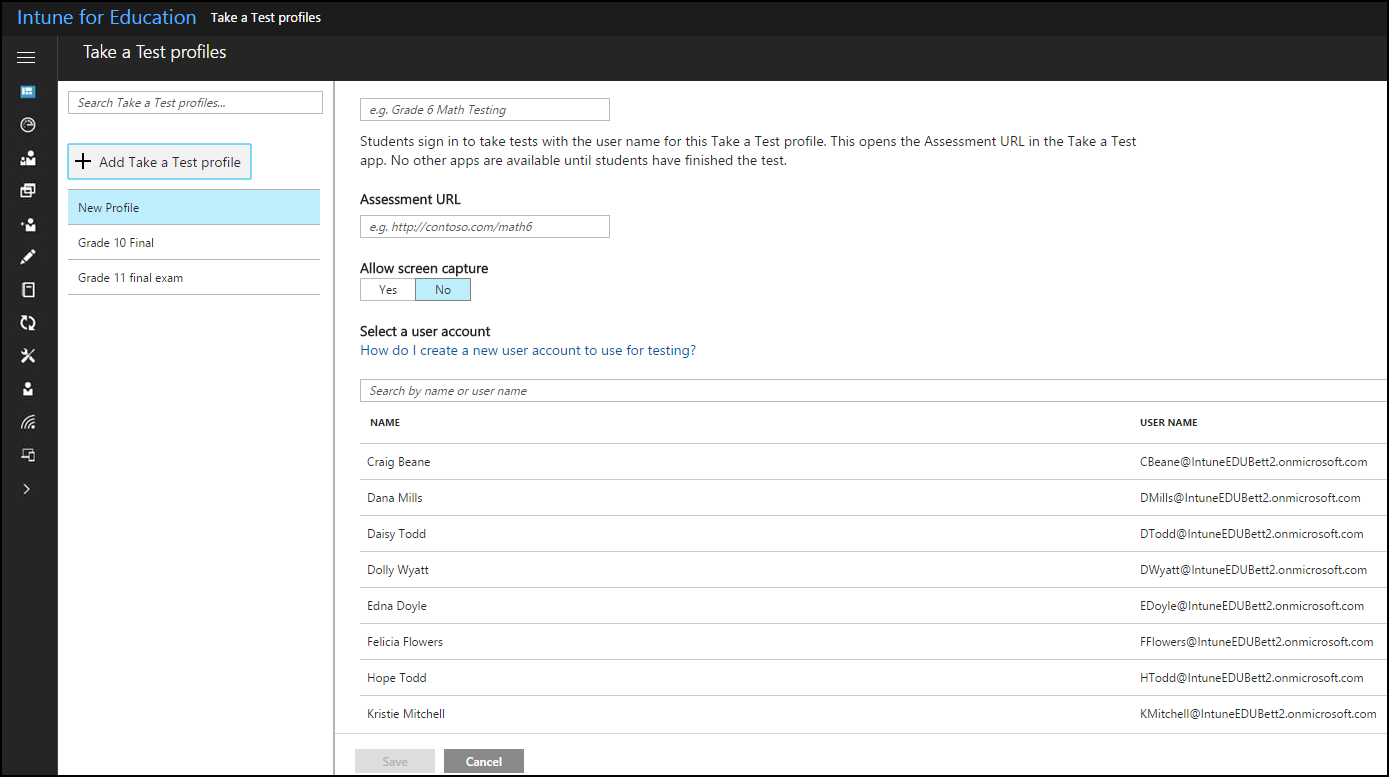 Intune for Education Take a Test profiles
Take a Test profiles
Search Take a Test profiles...
Add Take a Test profile
New Profile
Grade 10 Final
Grade 11 final exam
e.g. Grade 6 Math Testing
Students sign in to take tests with the user name for this Take a Test profile. This opens the Assessment URL in the Take a Test
app. No other apps are available until students have finished the test.
Assessment URL
e.g. http://contoso.com/math6
Allow screen capture
Yes No
Select a user account
How do I create a new user account to use for testing?
Search by name or user name
NAME USER NAME
Craig Beane CBeane@IntuneEDUBett2.onmicrosoft.com
Dana Mills DMills@IntuneEDUBett2.onmicrosoft.com
Daisy Todd DTodd@IntuneEDUBett2.onmicrosoft.com
Dolly Wyatt DWyatt@IntuneEDUBett2.onmicrosoft.com
Edna Doyle EDoyle@IntuneEDUBett2.onmicrosoft.com
Felicia Flowers FFlowers@IntuneEDUBett2.onmicrosoft.com
Hope Todd HTodd@IntuneEDUBett2.onmicrosoft.com
Kristie Mitchell KMitchell@IntuneEDUBett2.onmicrosoft.com
Save Cancel